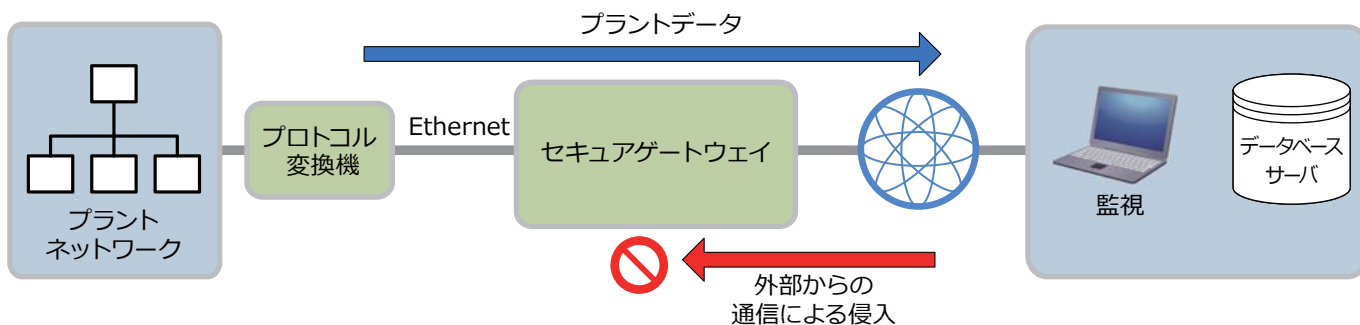 プラントデータ
プラント
ネットワーク
プロトコル
変換機
Ethernet
セキュアゲートウェイ
監視
データベース
サーバ
外部からの
通信による侵入